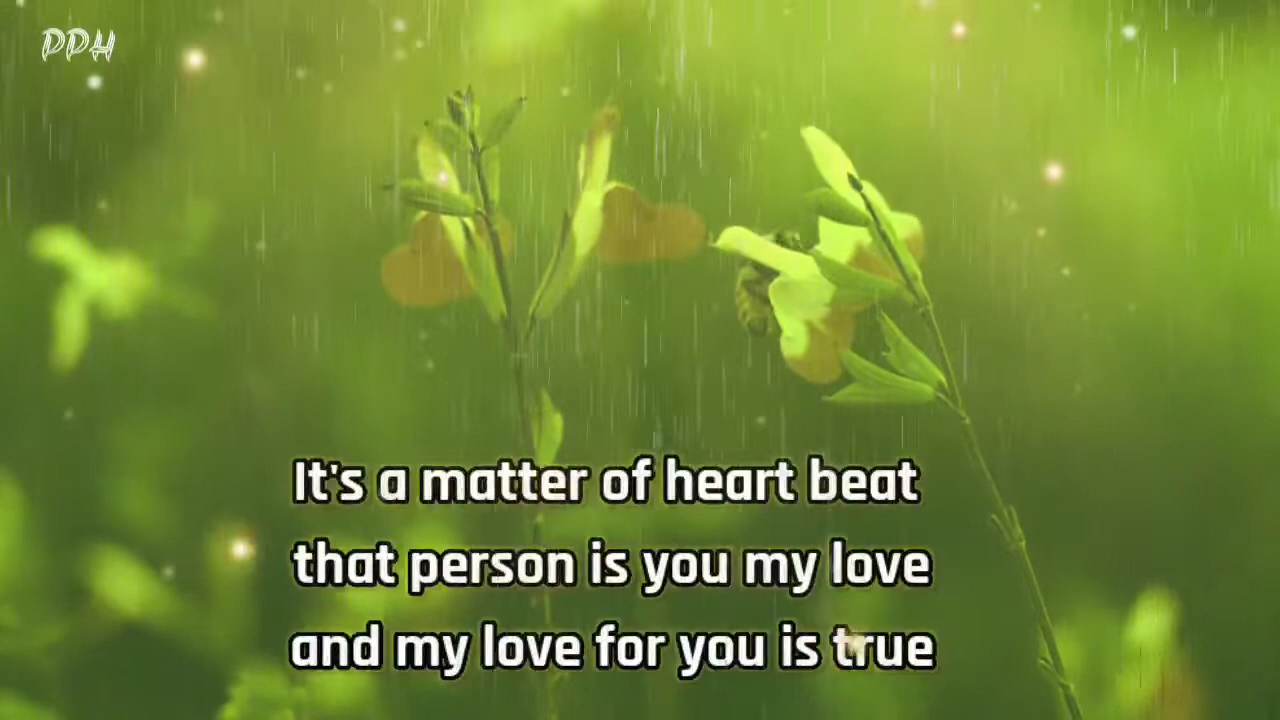 PPH
It's a matter of heart beat
that person is you my love
and my love for you is true